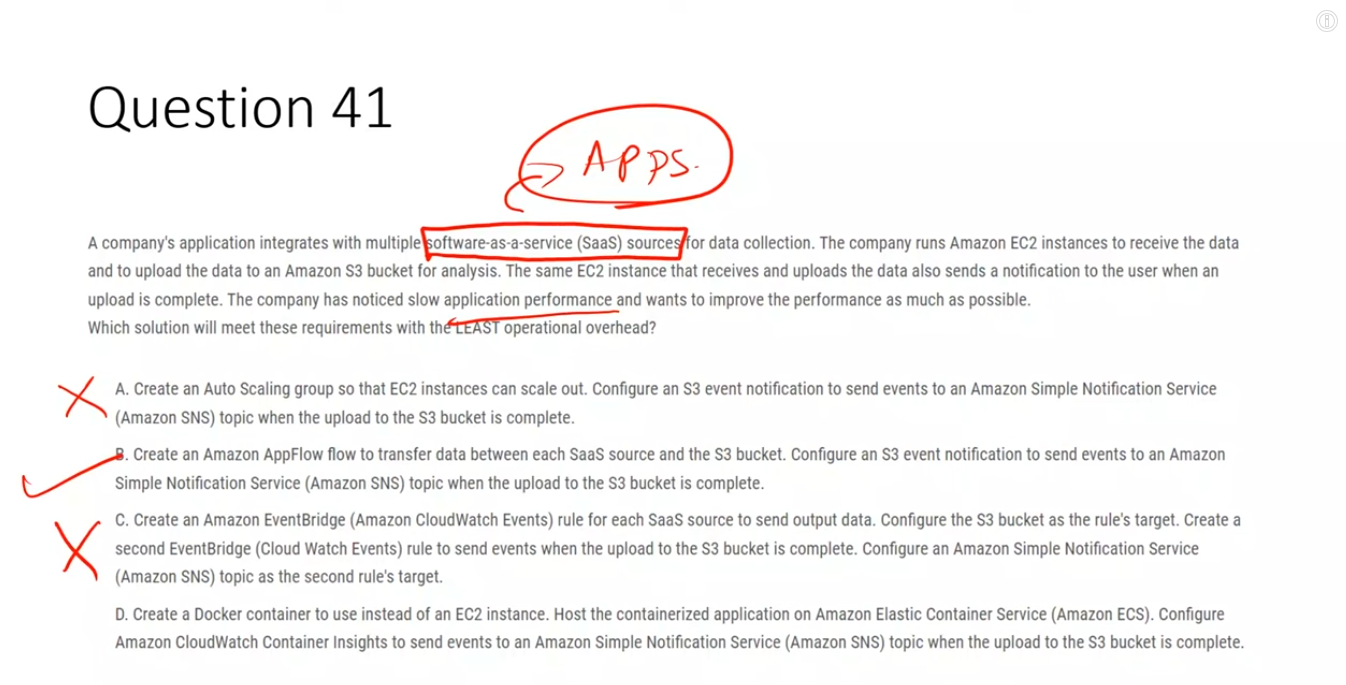 Question 41
APPS.
A company's application integrates with multiple software-as-a-service (SaaS) sources for data collection. The company runs Amazon EC2 instances to receive the data
and to upload the data to an Amazon S3 bucket for analysis. The same EC2 instance that receives and uploads the data also sends a notification to the user when an
upload is complete. The company has noticed slow application performance and wants to improve the performance as much as possible.
Which solution will meet these requirements with the LEAST operational overhead?
A. Create an Auto Scaling group so that EC2 instances can scale out. Configure an S3 event notification to send events to an Amazon Simple Notification Service
(Amazon SNS) topic when the upload to the S3 bucket is complete.
B. Create an Amazon AppFlow flow to transfer data between each SaaS source and the S3 bucket. Configure an S3 event notification to send events to an Amazon
Simple Notification Service (Amazon SNS) topic when the upload to the S3 bucket is complete.
C. Create an Amazon EventBridge (Amazon CloudWatch Events) rule for each SaaS source to send output data. Configure the S3 bucket as the rule's target. Create a
second EventBridge (Cloud Watch Events) rule to send events when the upload to the S3 bucket is complete. Configure an Amazon Simple Notification Service
(Amazon SNS) topic as the second rule's target.
D. Create a Docker container to use instead of an EC2 instance. Host the containerized application on Amazon Elastic Container Service (Amazon ECS). Configure
Amazon CloudWatch Container Insights to send events to an Amazon Simple Notification Service (Amazon SNS) topic when the upload to the S3 bucket is complete.